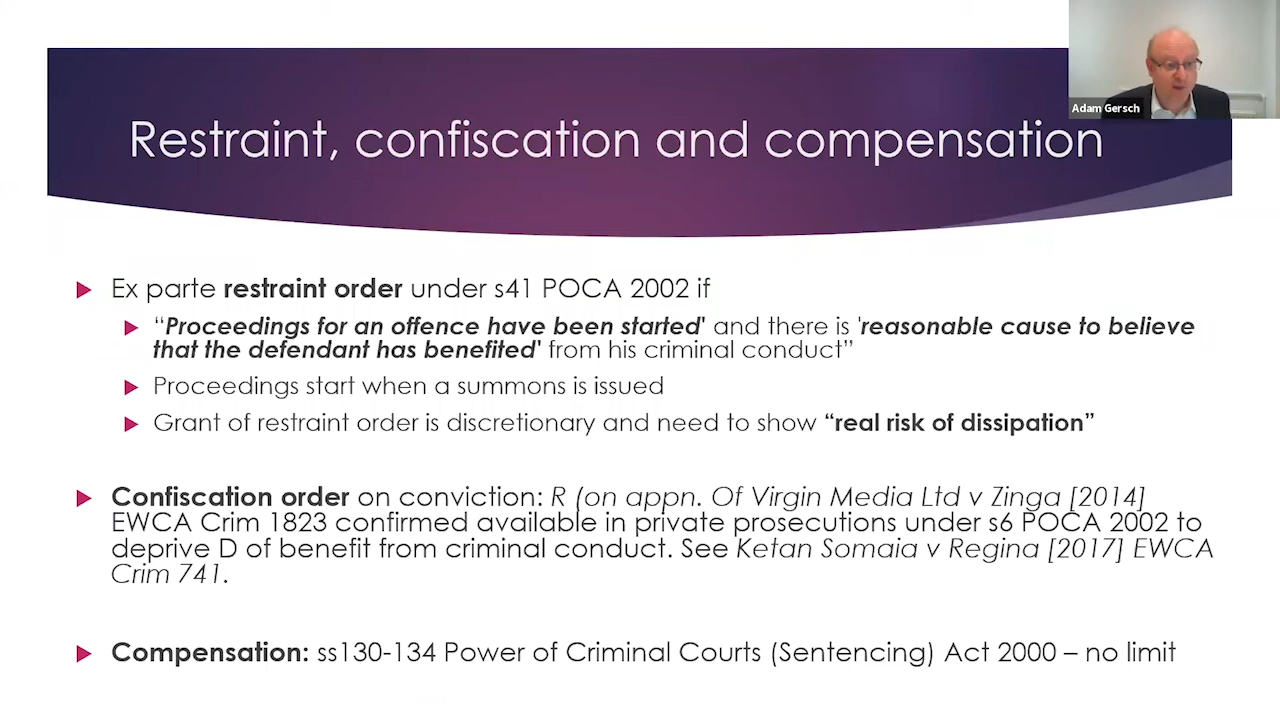 Adam Gersch
Restraint, confiscation and compensation
Ex parte restraint order under s41 POCA 2002 if
“Proceedings for an offence have been started' and there is 'reasonable cause to believe
that the defendant has benefited' from his criminal conduct”
Proceedings start when a summons is issued
Grant of restraint order is discretionary and need to show “real risk of dissipation”
Confiscation order on conviction: R (on appn. Of Virgin Media Ltd v Zinga [2014]
EWCA Crim 1823 confirmed available in private prosecutions under s6 POCA 2002 to
deprive D of benefit from criminal conduct. See Ketan Somaia v Regina [2017] EWCA
Crim 741.
Compensation: ss130-134 Power of Criminal Courts (Sentencing) Act 2000 – no limit